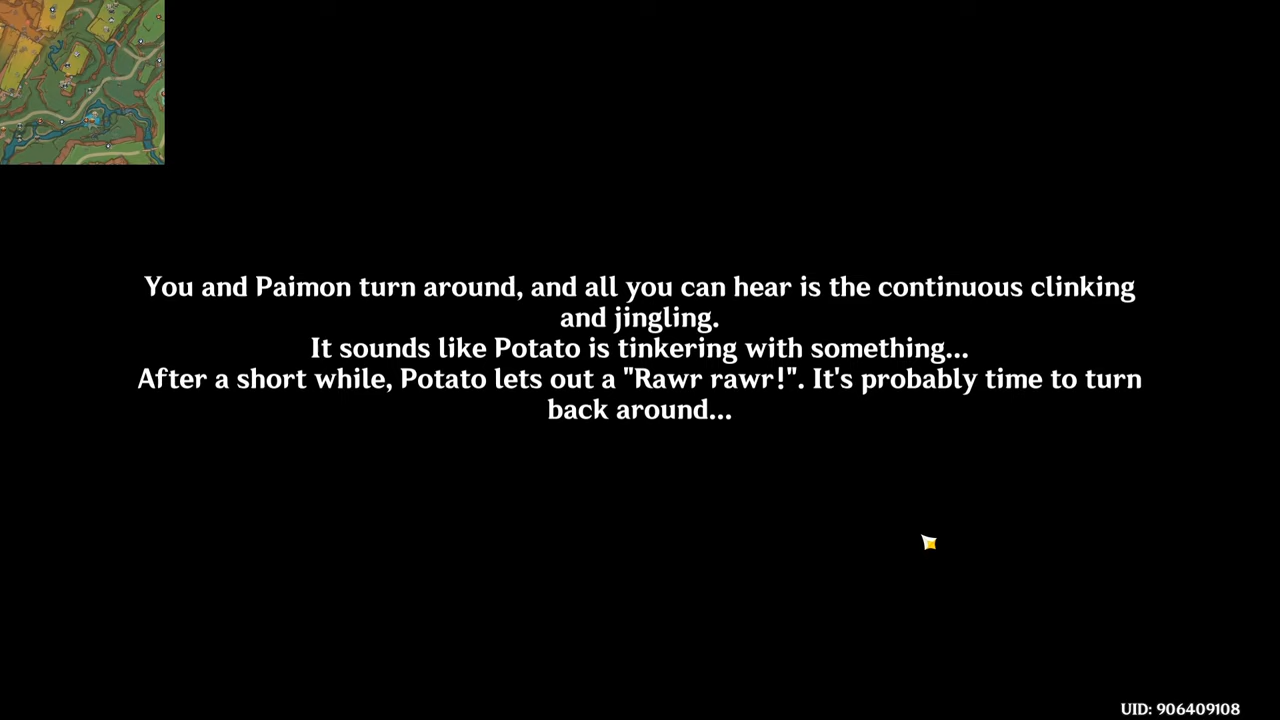 You and Paimon turn around, and all you can hear is the continuous clinking
and jingling.
It sounds like Potato is tinkering with something...
After a short while, Potato lets out a "Rawr rawr!". It's probably time to turn
back around...
UID: 906409108